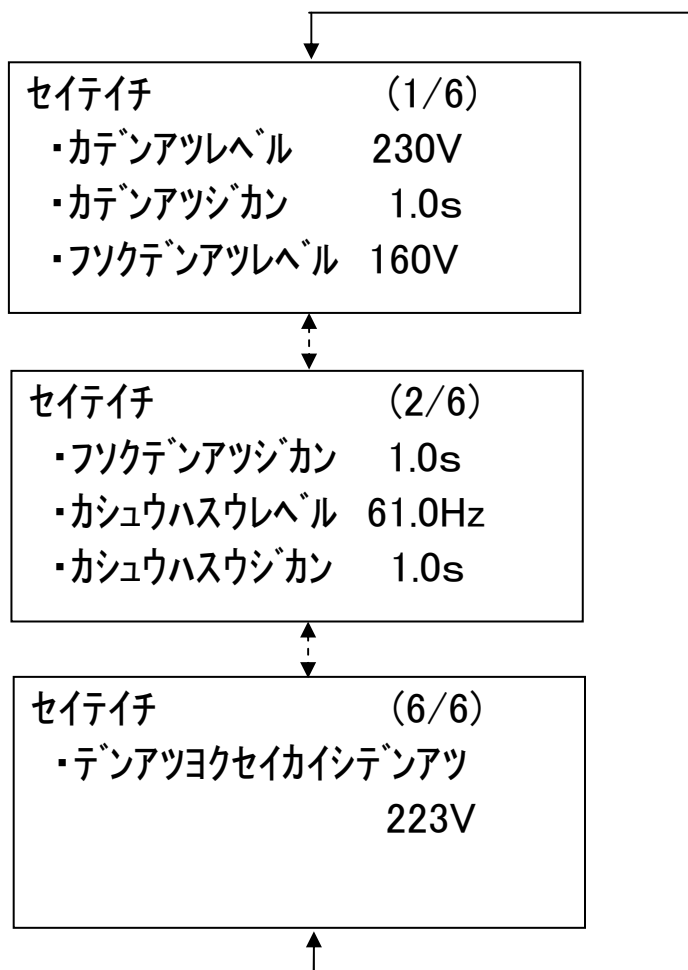 セイテイチ (1/6)
・カデンアツレベル 230V
・カデンアツジカン 1.0s
・フソクデンアツレベル 160V
セイテイチ (2/6)
・フソクデンアツジカン 1.0s
・カシュウハスウレベル 61.0Hz
・カシュウハスウジカン 1.0s
セイテイチ (6/6)
・デンアツヨクセイカイシデンアツ
223V